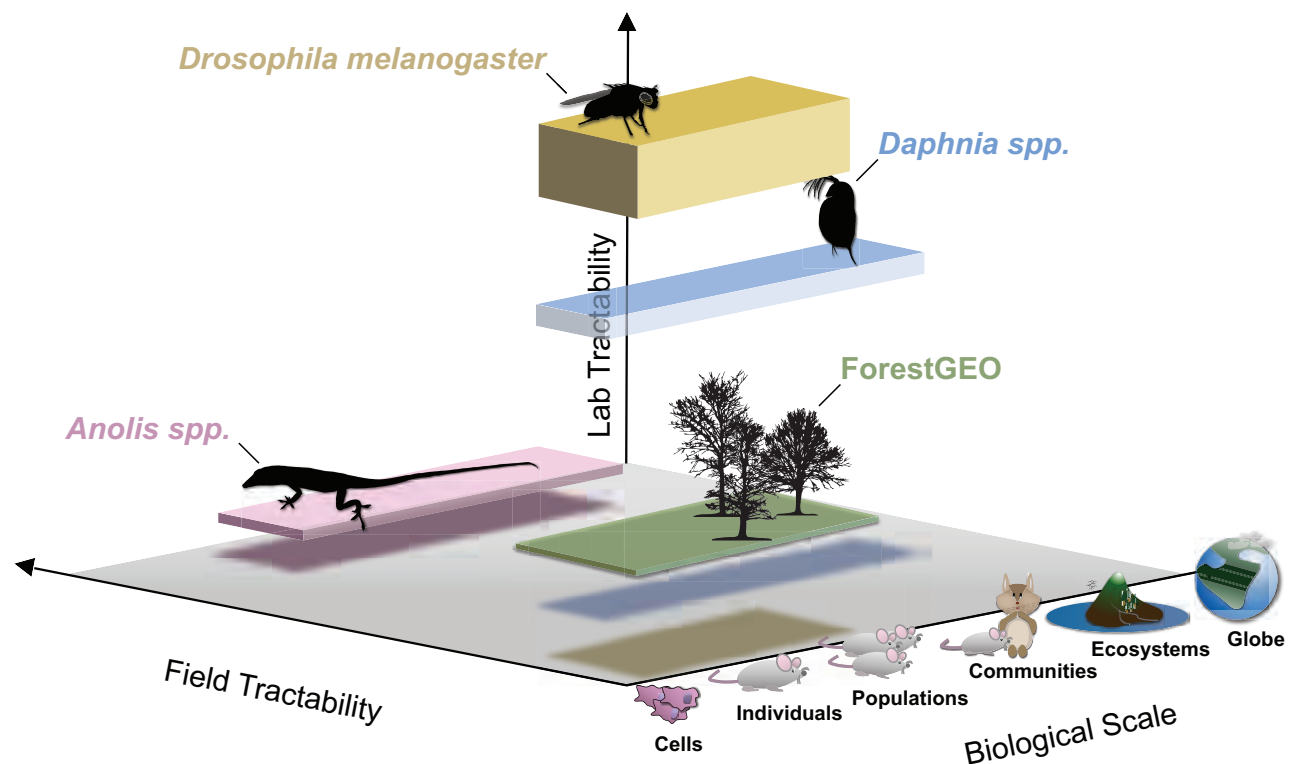 Drosophila melanogaster
Daphnia spp.
Lab Tractability
ForestGEO
Anolis spp.
Field Tractability
Cells
Individuals
Populations
Communities
Ecosystems
Globe
Biological Scale